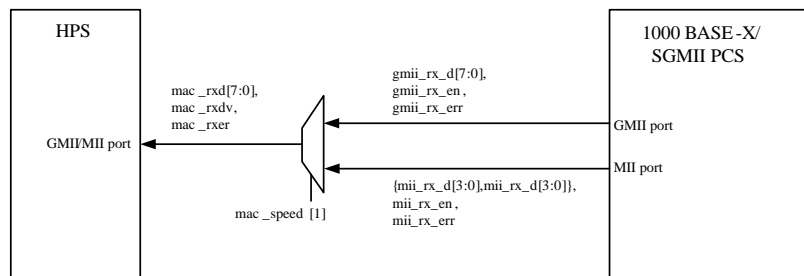 HPS
1000 BASE -X/
SGMII PCS
mac _rxd[7:0],
mac _rxdv,
mac _rxer
gmii_rx_d[7:0],
gmii_rx_en ,
gmii_rx_err
GMII/MII port
GMII port
MII port
{mii_rx_d[3:0],mii_rx_d[3:0]},
mii_rx_en ,
mii_rx_err
mac _speed [1]